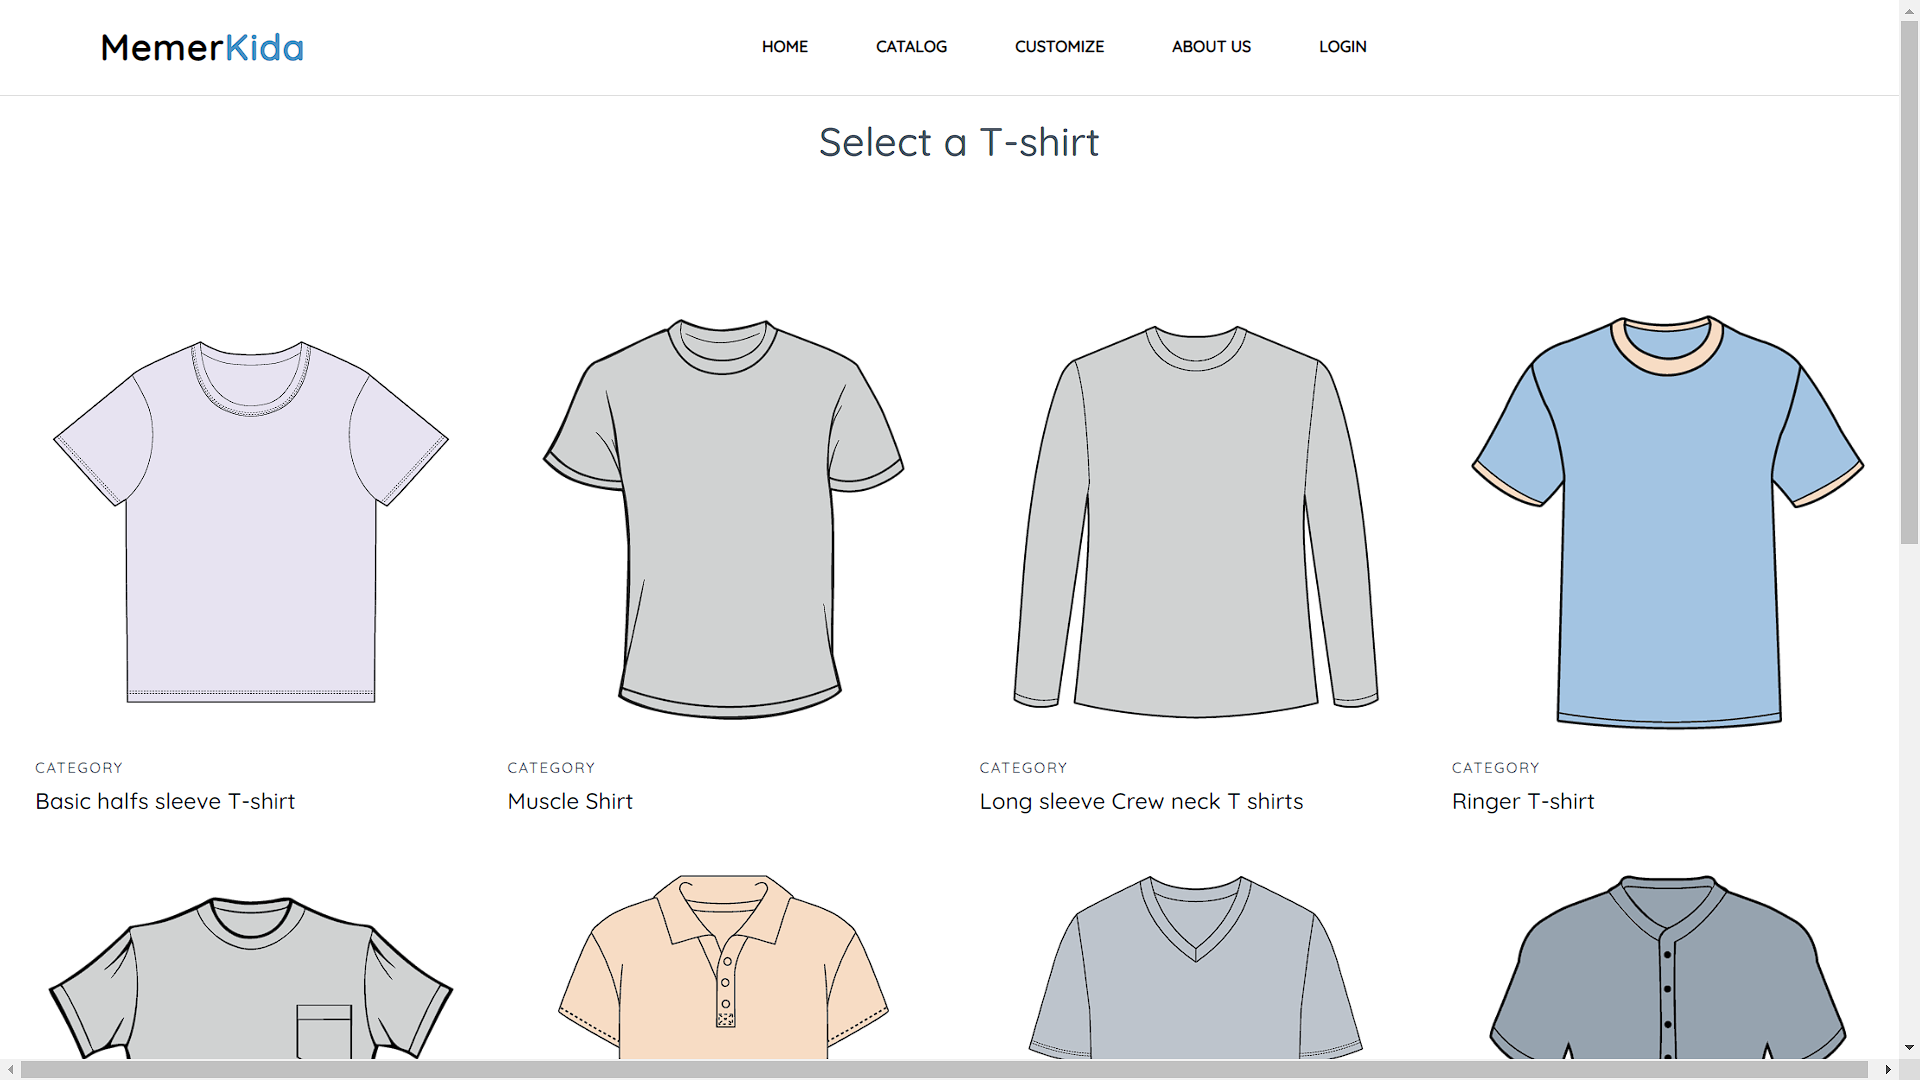 MemerKida
HOME CATALOG CUSTOMIZE ABOUT US LOGIN
Select a T-shirt
CATEGORY
Basic halfs sleeve T-shirt
CATEGORY
Muscle Shirt
CATEGORY
Long sleeve Crew neck T shirts
CATEGORY
Ringer T-shirt